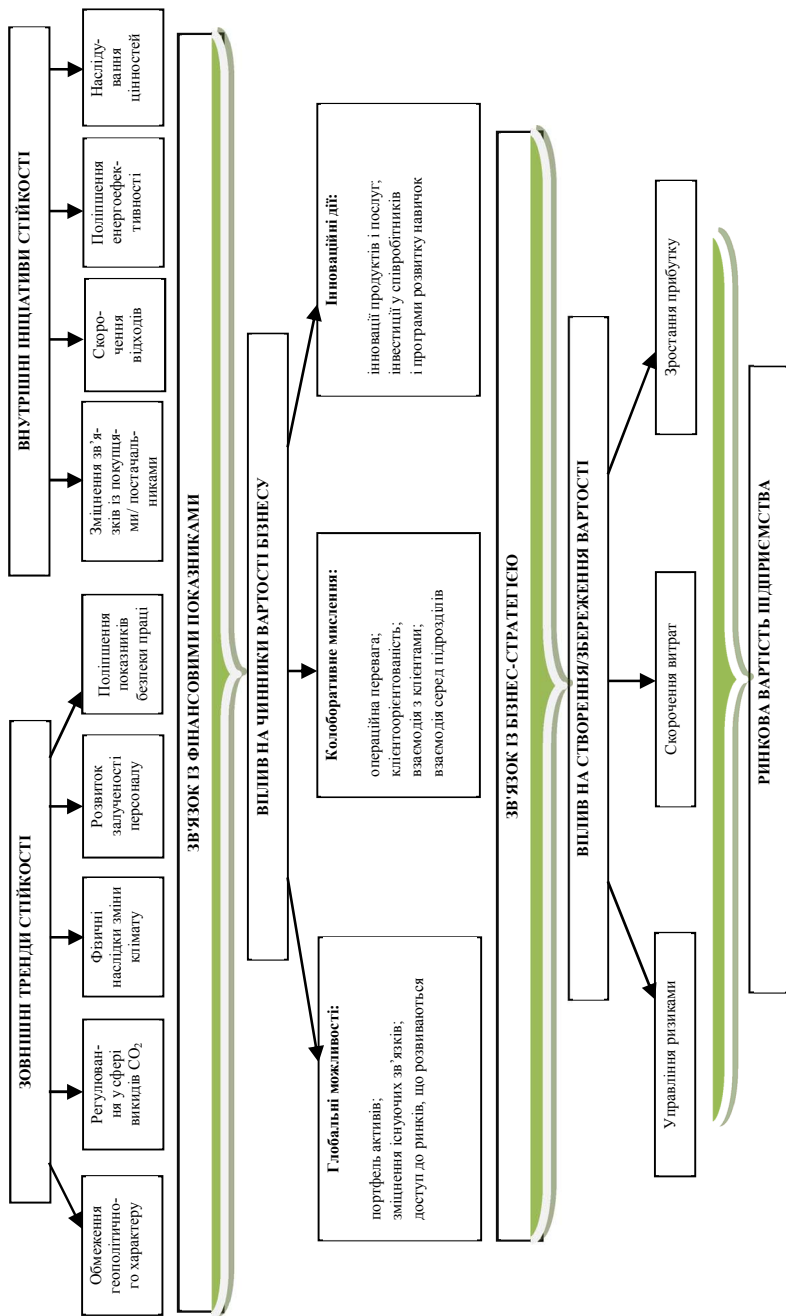 ЗОВНІШНІ ТРЕНДИ СТІЙКОСТІ
ВНУТРІШНІ ІНІЦІАТИВИ СТІЙКОСТІ
Обмеження
геополітично-
го характеру
Регулюван-
ня у сфері
викидів CO₂
Фізичні
наслідки зміни
клімату
Розвиток
залученості
персоналу
Поліпшення
показників
безпеки праці
Зміцнення зв’я-
зків із покупця-
ми/ постачаль-
никами
Скоро-
чення
відходів
Поліпшення
енергоефек-
тивності
Насліду-
вання
цінностей
ЗВ'ЯЗОК ІЗ ФІНАНСОВИМИ ПОКАЗНИКАМИ
ВПЛИВ НА ЧИННИКИ ВАРТОСТІ БІЗНЕСУ
Глобальні можливості:
портфель активів;
зміцнення існуючих зв’язків;
доступ до ринків, що розвиваються
Колоборативне мислення:
операційна перевага;
клієнтоорієнтованість;
взаємодія з клієнтами;
взаємодія серед підрозділів
Інноваційні дії:
інновації продуктів і послуг;
інвестиції у співробітників
і програми розвитку навичок
ЗВ'ЯЗОК ІЗ БІЗНЕС-СТРАТЕГІЄЮ
ВПЛИВ НА СТВОРЕННЯ/ЗБЕРЕЖЕННЯ ВАРТОСТІ
Управління ризиками
Скорочення витрат
Зростання прибутку
РИНКОВА ВАРТІСТЬ ПІДПРИЄМСТВА